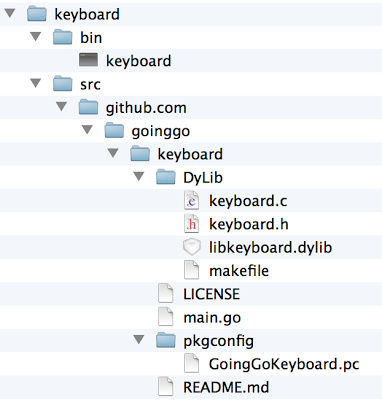 keyboard
bin
keyboard
src
github.com
goinggo
keyboard
DyLib
.c keyboard.c
.h keyboard.h
libkeyboard.dylib
makefile
LICENSE
main.go
pkgconfig
GoingGoKeyboard.pc
README.md